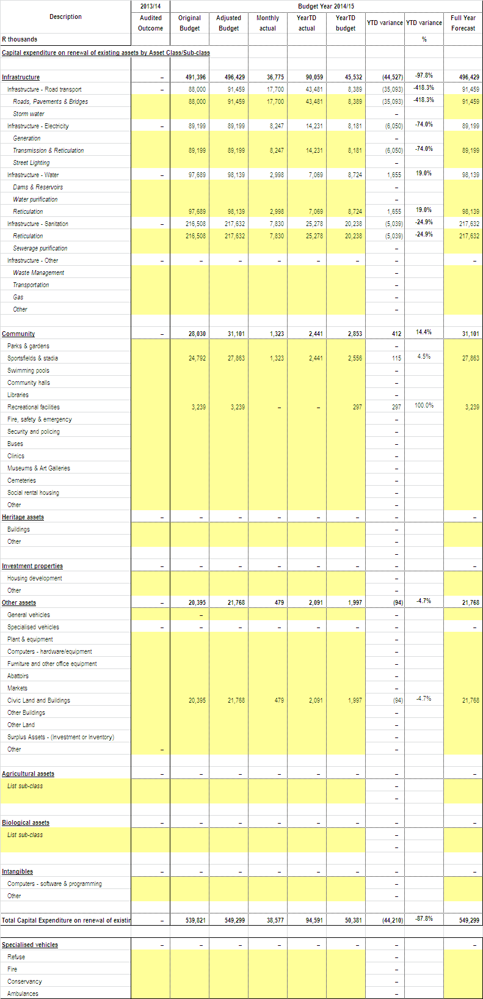 2013/14 Budget Year 2014/15
Description Audited Outcome Original Budget Adjusted Budget Monthly actual YearTD actual YearTD budget YTD variance YTD variance Full Year Forecast
R thousands %
Capital expenditure on renewal of existing assets by Asset Class/Sub-class
Infrastructure – 491,396 496,429 36,775 90,059 45,532 (44,527) -97.8% 496,429
Infrastructure - Road transport – 88,000 91,459 17,700 43,481 8,389 (35,093) -418.3% 91,459
Roads, Pavements & Bridges 88,000 91,459 17,700 43,481 8,389 (35,093) -418.3% 91,459
Storm water –
Infrastructure - Electricity – 89,199 89,199 8,247 14,231 8,181 (6,050) -74.0% 89,199
Generation –
Transmission & Reticulation 89,199 89,199 8,247 14,231 8,181 (6,050) -74.0% 89,199
Street Lighting –
Infrastructure - Water – 97,689 98,139 2,998 7,069 8,724 1,655 19.0% 98,139
Dams & Reservoirs –
Water purification –
Reticulation 97,689 98,139 2,998 7,069 8,724 1,655 19.0% 98,139
Infrastructure - Sanitation – 216,508 217,632 7,830 25,278 20,238 (5,039) -24.9% 217,632
Reticulation 216,508 217,632 7,830 25,278 20,238 (5,039) -24.9% 217,632
Sewerage purification –
Infrastructure - Other – – – – – – – –
Waste Management –
Transportation –
Gas –
Other –
Community – 28,030 31,101 1,323 2,441 2,853 412 14.4% 31,101
Parks & gardens –
Sportsfields & stadia 24,792 27,863 1,323 2,441 2,556 115 4.5% 27,863
Swimming pools –
Community halls –
Libraries –
Recreational facilities 3,239 3,239 – – 297 297 100.0% 3,239
Fire, safety & emergency –
Security and policing –
Buses –
Clinics –
Museums & Art Galleries –
Cemeteries –
Social rental housing –
Other –
Heritage assets – – – – – – – –
Buildings –
Other –
–
Investment properties – – – – – – – –
Housing development –
Other –
Other assets – 20,395 21,768 479 2,091 1,997 (94) -4.7% 21,768
General vehicles – –
Specialised vehicles – – – – – – – –
Plant & equipment –
Computers - hardware/equipment –
Furniture and other office equipment –
Abattoirs –
Markets –
Civic Land and Buildings 20,395 21,768 479 2,091 1,997 (94) -4.7% 21,768
Other Buildings –
Other Land –
Surplus Assets - (Investment or Inventory) –
Other – –
Agricultural assets – – – – – – – –
List sub-class –
–
Biological assets – – – – – – – –
List sub-class –
–
Intangibles – – – – – – – –
Computers - software & programming –
Other –
Total Capital Expenditure on renewal of existin – 539,821 549,299 38,577 94,591 50,381 (44,210) -87.8% 549,299
Specialised vehicles – – – – – – – –
Refuse –
Fire –
Conservancy –
Ambulances –